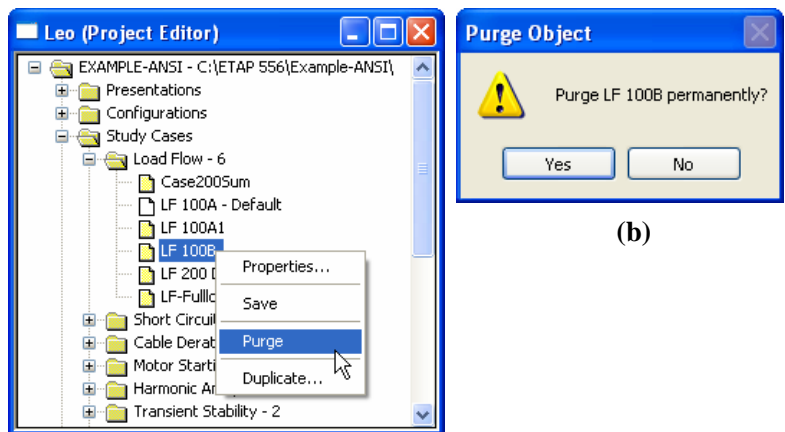 Leo (Project Editor)
EXAMPLE-ANSI - C:\ETAP 556\Example-ANSI\
Presentations
Configurations
Study Cases
Load Flow - 6
Case200Sum
LF 100A - Default
LF 100A1
LF 100B
LF 200
LF-Fulllo
Short Circuit
Cable Derat
Motor Starti
Harmonic An
Transient Stability - 2
Properties...
Save
Purge
Duplicate...
Purge Object
Purge LF 100B permanently?
Yes
No
(b)